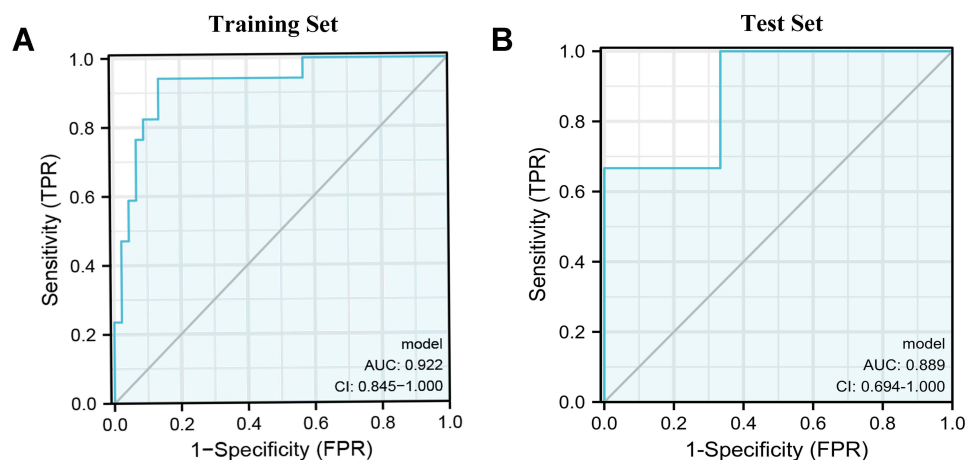 A
Training Set
1.0
0.8
0.6
0.4
0.2
0.0
Sensitivity (TPR)
model
AUC: 0.922
CI: 0.845−1.000
0.0 0.2 0.4 0.6 0.8 1.0
1−Specificity (FPR)
B
Test Set
1.0
0.8
0.6
0.4
0.2
0.0
Sensitivity (TPR)
model
AUC: 0.889
CI: 0.694-1.000
0.0 0.2 0.4 0.6 0.8 1.0
1-Specificity (FPR)